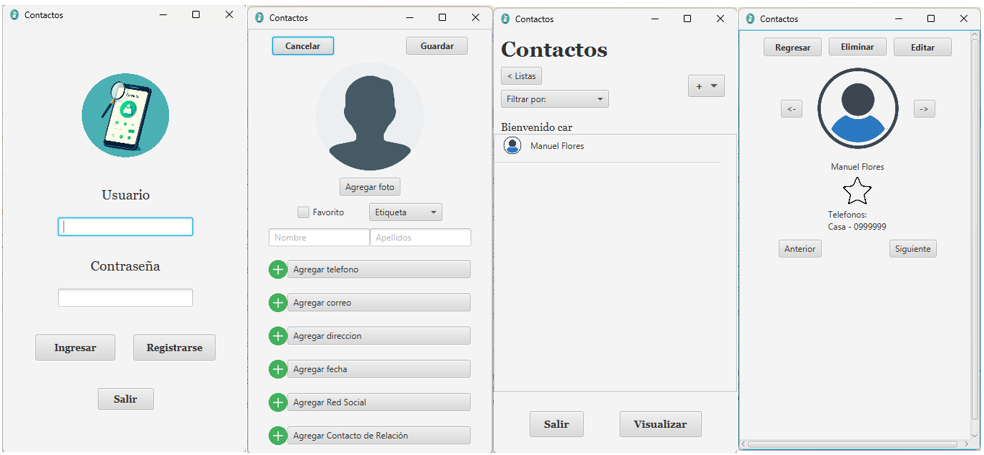 Contactos
Usuario
Contraseña
Ingresar Registrarse
Salir
Contactos
Cancelar Guardar
Agregar foto
Favorito Etiqueta
Nombre Apellidos
Agregar telefono
Agregar correo
Agregar direccion
Agregar fecha
Agregar Red Social
Agregar Contacto de Relación
Contactos
Contactos
< Listas
+
Filtrar por:
Bienvenido car
Manuel Flores
Salir Visualizar
Contactos
Regresar Eliminar Editar
<- ->
Manuel Flores
Telefonos:
Casa - 0999999
Anterior Siguiente